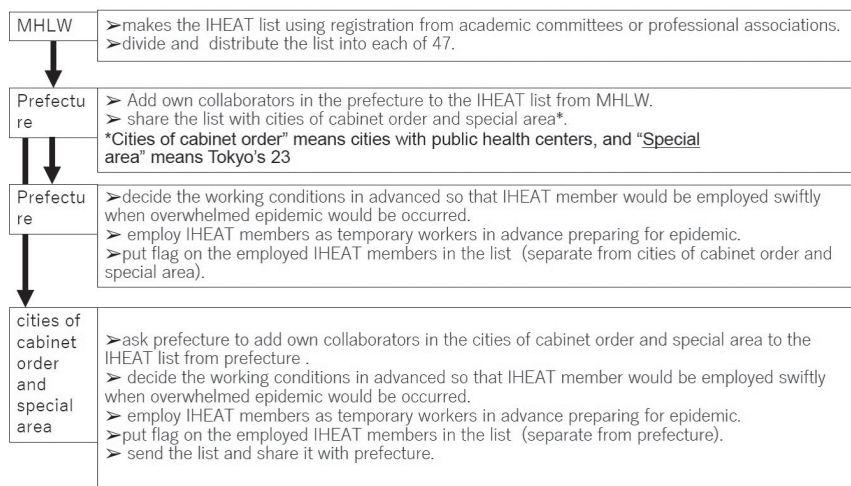 MHLW
➢makes the IHEAT list using registration from academic committees or professional associations.
➢divide and distribute the list into each of 47.
Prefectu
re
➢ Add own collaborators in the prefecture to the IHEAT list from MHLW.
➢ share the list with cities of cabinet order and special area*.
*Cities of cabinet order” means cities with public health centers, and “Special
area” means Tokyo's 23
Prefectu
re
➢decide the working conditions in advanced so that IHEAT member would be employed swiftly
when overwhelmed epidemic would be occurred.
➢ employ IHEAT members as temporary workers in advance preparing for epidemic.
➢put flag on the employed IHEAT members in the list (separate from cities of cabinet order and
special area).
cities of
cabinet
order
and
special
area
➢ask prefecture to add own collaborators in the cities of cabinet order and special area to the
IHEAT list from prefecture .
➢ decide the working conditions in advanced so that IHEAT member would be employed swiftly
when overwhelmed epidemic would be occurred.
➢ employ IHEAT members as temporary workers in advance preparing for epidemic.
➢put flag on the employed IHEAT members in the list (separate from prefecture).
➢ send the list and share it with prefecture.